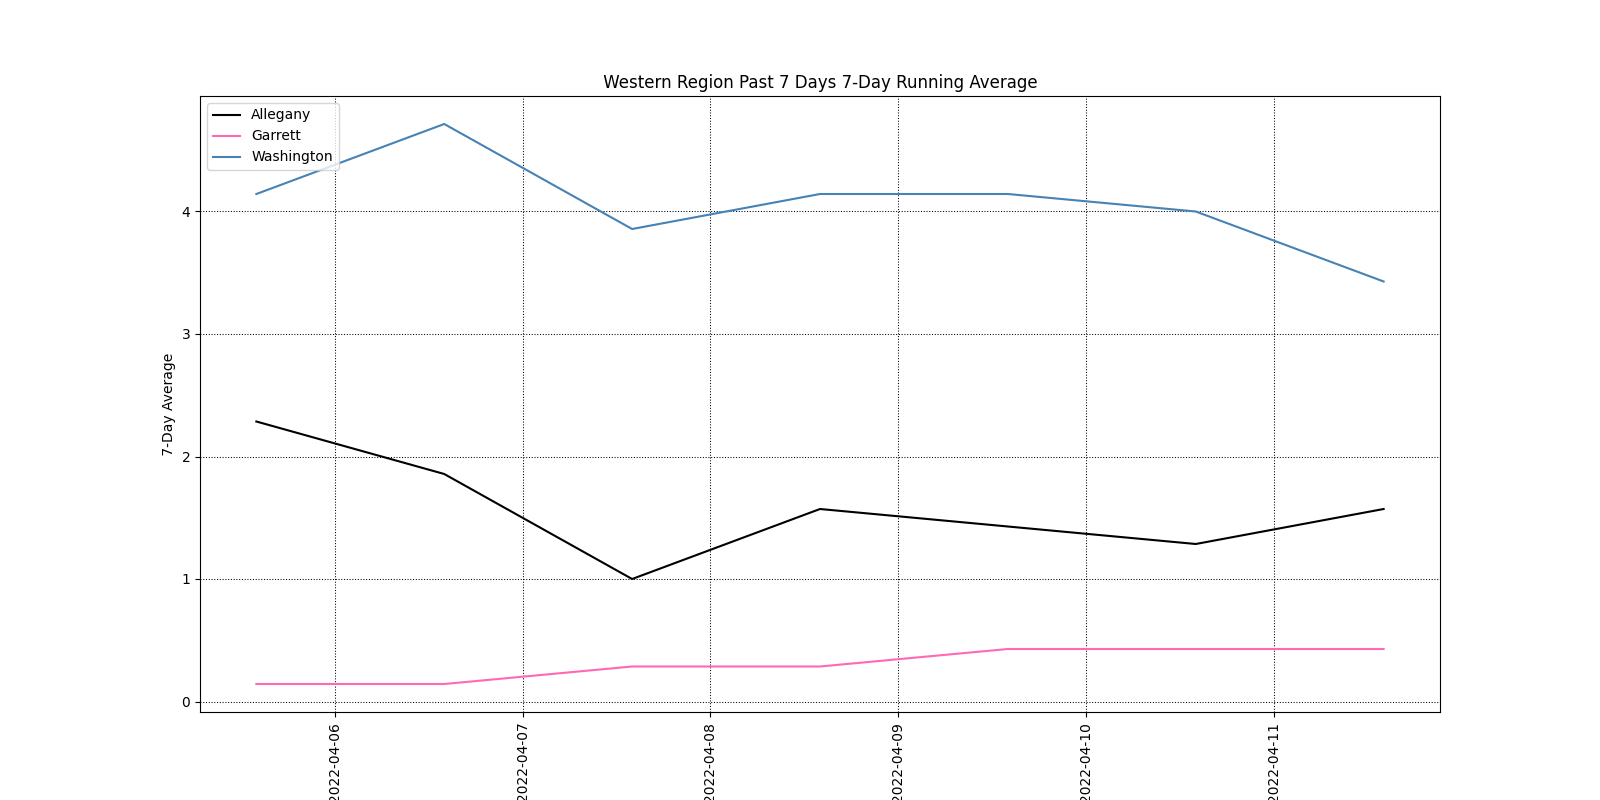 Western Region Past 7 Days 7-Day Running Average
Allegany
Garrett
Washington
7-Day Average
4
3
2
1
0
2022-04-06
2022-04-07
2022-04-08
2022-04-09
2022-04-10
2022-04-11